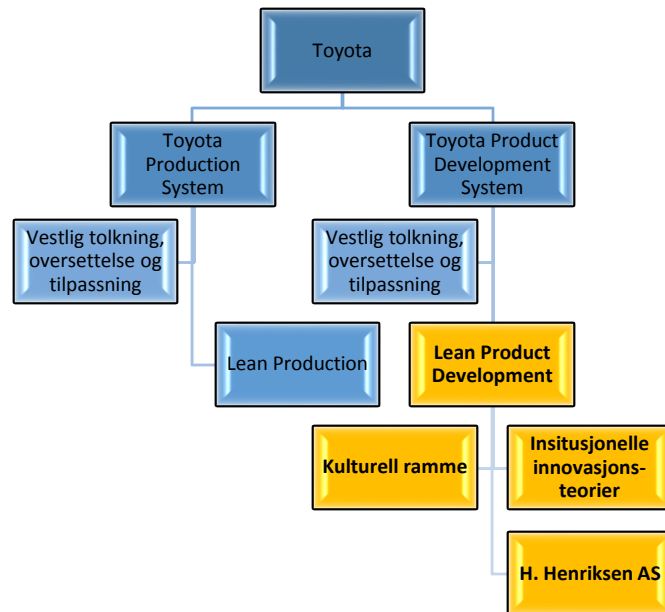 Toyota
Toyota
Production
System
Toyota Product
Development
System
Vestlig tolkning,
oversettelse og
tilpassning
Vestlig tolkning,
oversettelse og
tilpassning
Lean Production
Lean Product
Development
Kulturell ramme
Insitusjonelle
innovasjons-
teorier
H. Henriksen AS